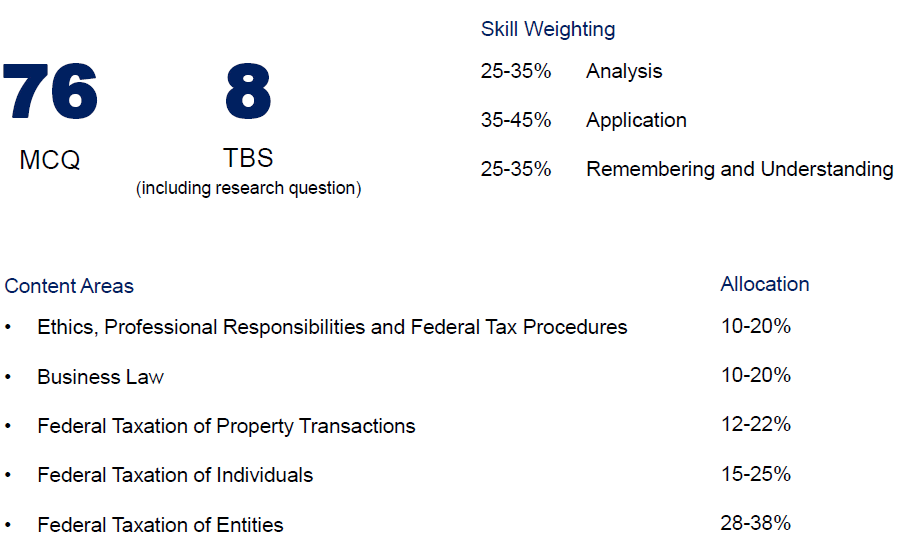 Skill Weighting
76
8
25-35% Analysis
35-45% Application
MCQ
TBS
25-35% Remembering and Understanding
(including research question)
Content Areas Allocation
• Ethics, Professional Responsibilities and Federal Tax Procedures 10-20%
• Business Law 10-20%
• Federal Taxation of Property Transactions 12-22%
• Federal Taxation of Individuals 15-25%
• Federal Taxation of Entities 28-38%